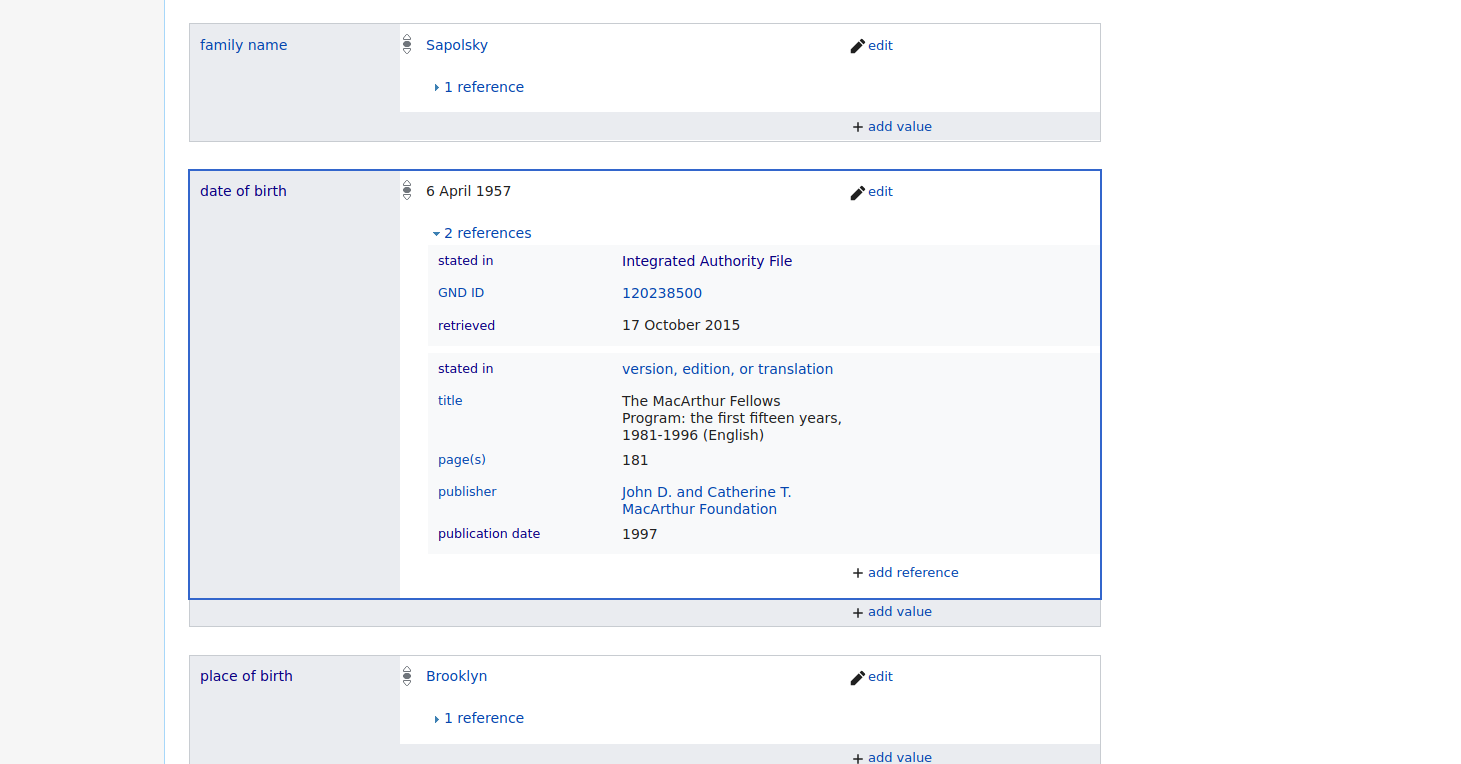 family name
Sapolsky
edit
1 reference
+ add value
date of birth
6 April 1957
edit
2 references
stated in
Integrated Authority File
GND ID
120238500
retrieved
17 October 2015
stated in
version, edition, or translation
title
The MacArthur Fellows
Program: the first fifteen years,
1981-1996 (English)
page(s)
181
publisher
John D. and Catherine T.
MacArthur Foundation
publication date
1997
+ add reference
+ add value
place of birth
Brooklyn
edit
1 reference
+ add value